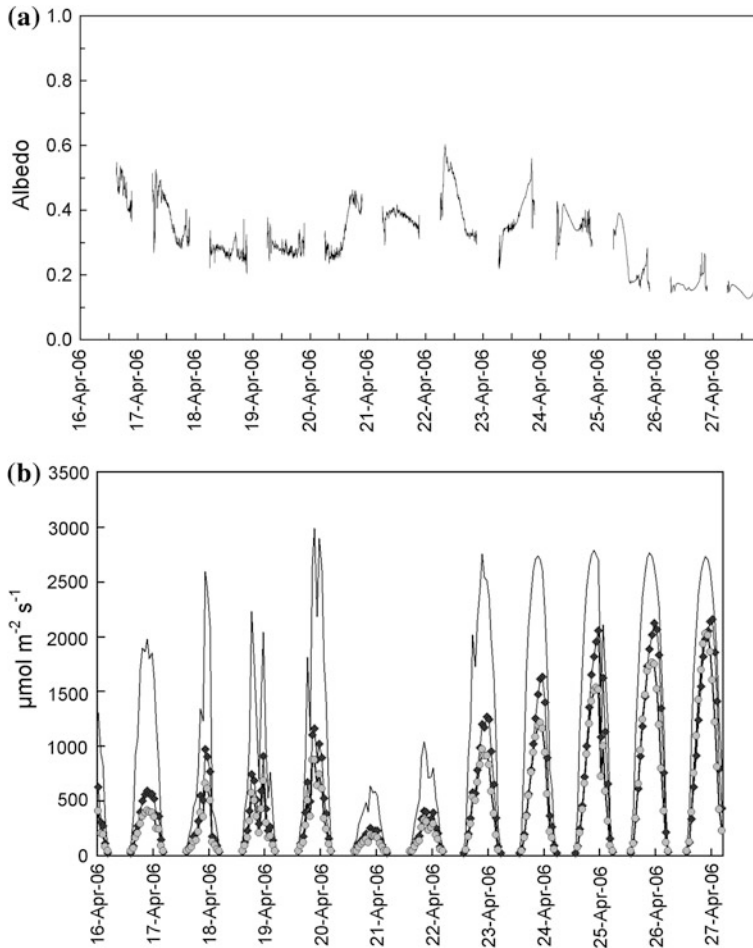 (a)
1.0
0.8
0.6
0.4
0.2
0.0
Albedo
16-Apr-06
17-Apr-06
18-Apr-06
19-Apr-06
20-Apr-06
21-Apr-06
22-Apr-06
23-Apr-06
24-Apr-06
25-Apr-06
26-Apr-06
27-Apr-06
(b)
3500
3000
2500
2000
1500
1000
500
0
µmol m⁻² s⁻¹
16-Apr-06
17-Apr-06
18-Apr-06
19-Apr-06
20-Apr-06
21-Apr-06
22-Apr-06
23-Apr-06
24-Apr-06
25-Apr-06
26-Apr-06
27-Apr-06